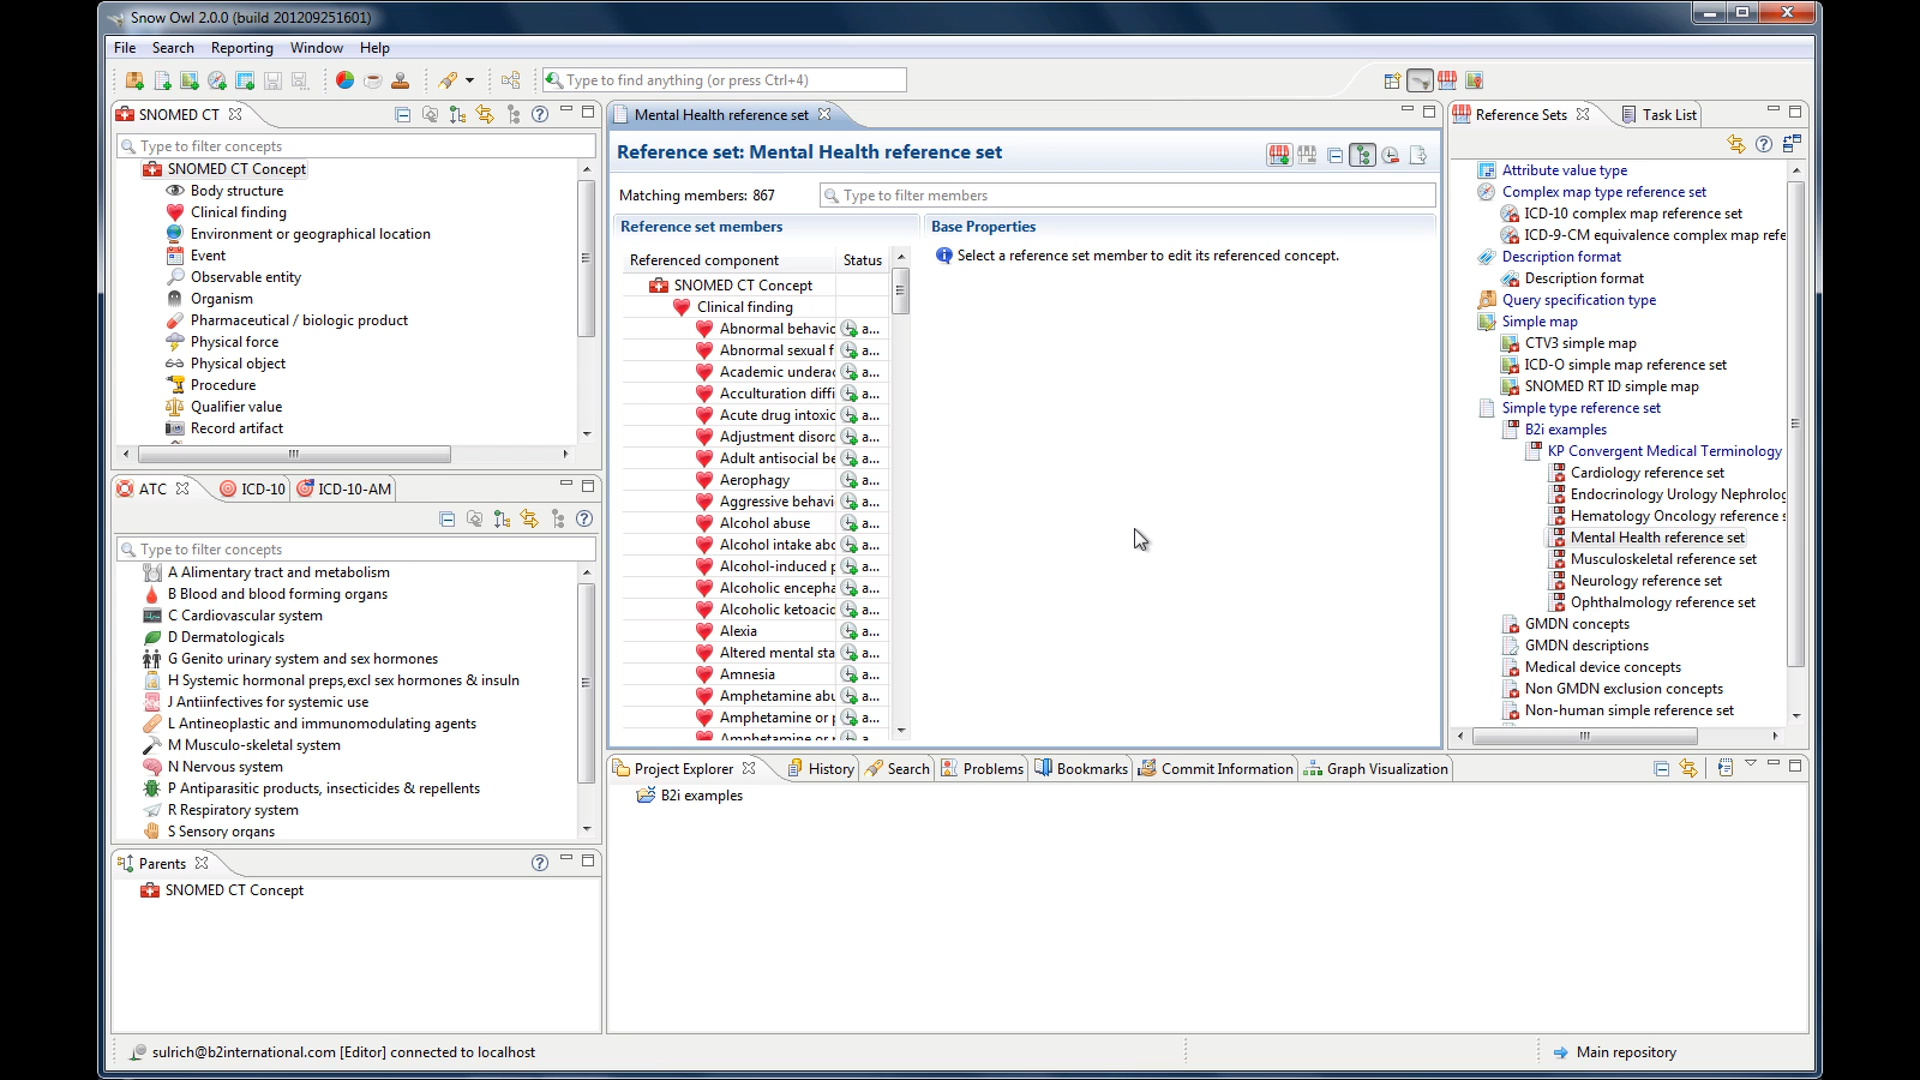 Snow Owl 2.0.0 (build 201209251601)
File Search Reporting Window Help
Type to find anything (or press Ctrl+4)
SNOMED CT
Type to filter concepts
SNOMED CT Concept
Body structure
Clinical finding
Environment or geographical location
Event
Observable entity
Organism
Pharmaceutical / biologic product
Physical force
Physical object
Procedure
Qualifier value
Record artifact
ATC ICD-10 ICD-10-AM
Type to filter concepts
A Alimentary tract and metabolism
B Blood and blood forming organs
C Cardiovascular system
D Dermatologicals
G Genito urinary system and sex hormones
H Systemic hormonal preps,excl sex hormones & insuln
J Antiinfectives for systemic use
L Antineoplastic and immunomodulating agents
M Musculo-skeletal system
N Nervous system
P Antiparasitic products, insecticides & repellents
R Respiratory system
S Sensory organs
Parents
SNOMED CT Concept
Mental Health reference set
Reference set: Mental Health reference set
Matching members: 867
Type to filter members
Reference set members
Referenced component Status
SNOMED CT Concept
Clinical finding
Abnormal behavio a...
Abnormal sexual f a...
Academic underac a...
Acculturation diffi a...
Acute drug intoxic a...
Adjustment disord a...
Adult antisocial be a...
Aerophagy a...
Aggressive behavi a...
Alcohol abuse a...
Alcohol intake abo a...
Alcohol-induced p a...
Alcoholic encepha a...
Alcoholic ketoacid a...
Alexia a...
Altered mental sta a...
Amnesia a...
Amphetamine abu a...
Amphetamine or p a...
Amphetamine or
Base Properties
Select a reference set member to edit its referenced concept.
Project Explorer History Search Problems Bookmarks Commit Information Graph Visualization
B2i examples
Reference Sets Task List
Attribute value type
Complex map type reference set
ICD-10 complex map reference set
ICD-9-CM equivalence complex map refe
Description format
Description format
Query specification type
Simple map
CTV3 simple map
ICD-O simple map reference set
SNOMED RT ID simple map
Simple type reference set
B2i examples
KP Convergent Medical Terminology
Cardiology reference set
Endocrinology Urology Nephrolog
Hematology Oncology reference s
Mental Health reference set
Musculoskeletal reference set
Neurology reference set
Ophthalmology reference set
GMDN concepts
GMDN descriptions
Medical device concepts
Non GMDN exclusion concepts
Non-human simple reference set
sulrich@b2international.com [Editor] connected to localhost
Main repository